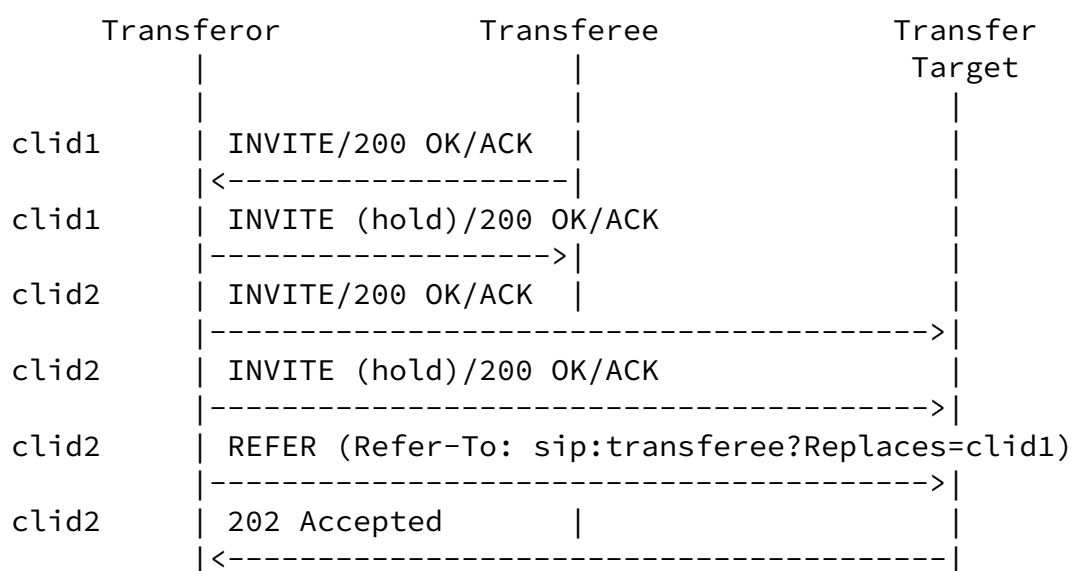 Transferor Transferee Transfer
Target
clid1 INVITE/200 OK/ACK
clid1 INVITE (hold)/200 OK/ACK
clid2 INVITE/200 OK/ACK
clid2 INVITE (hold)/200 OK/ACK
clid2 REFER (Refer-To: sip:transferee?Replaces=clid1)
clid2 202 Accepted